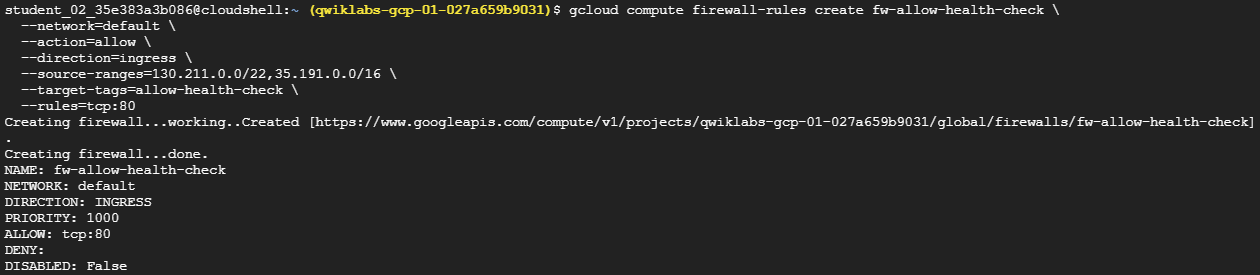 student_02_35e383a3b086@cloudshell:~ (qwiklabs-gcp-01-027a659b9031)$ gcloud compute firewall-rules create fw-allow-health-check \
  --network=default \
  --action=allow \
  --direction=ingress \
  --source-ranges=130.211.0.0/22,35.191.0.0/16 \
  --target-tags=allow-health-check \
  --rules=tcp:80
Creating firewall...working..Created [https://www.googleapis.com/compute/v1/projects/qwiklabs-gcp-01-027a659b9031/global/firewalls/fw-allow-health-check]
.
Creating firewall...done.
NAME: fw-allow-health-check
NETWORK: default
DIRECTION: INGRESS
PRIORITY: 1000
ALLOW: tcp:80
DENY:
DISABLED: False